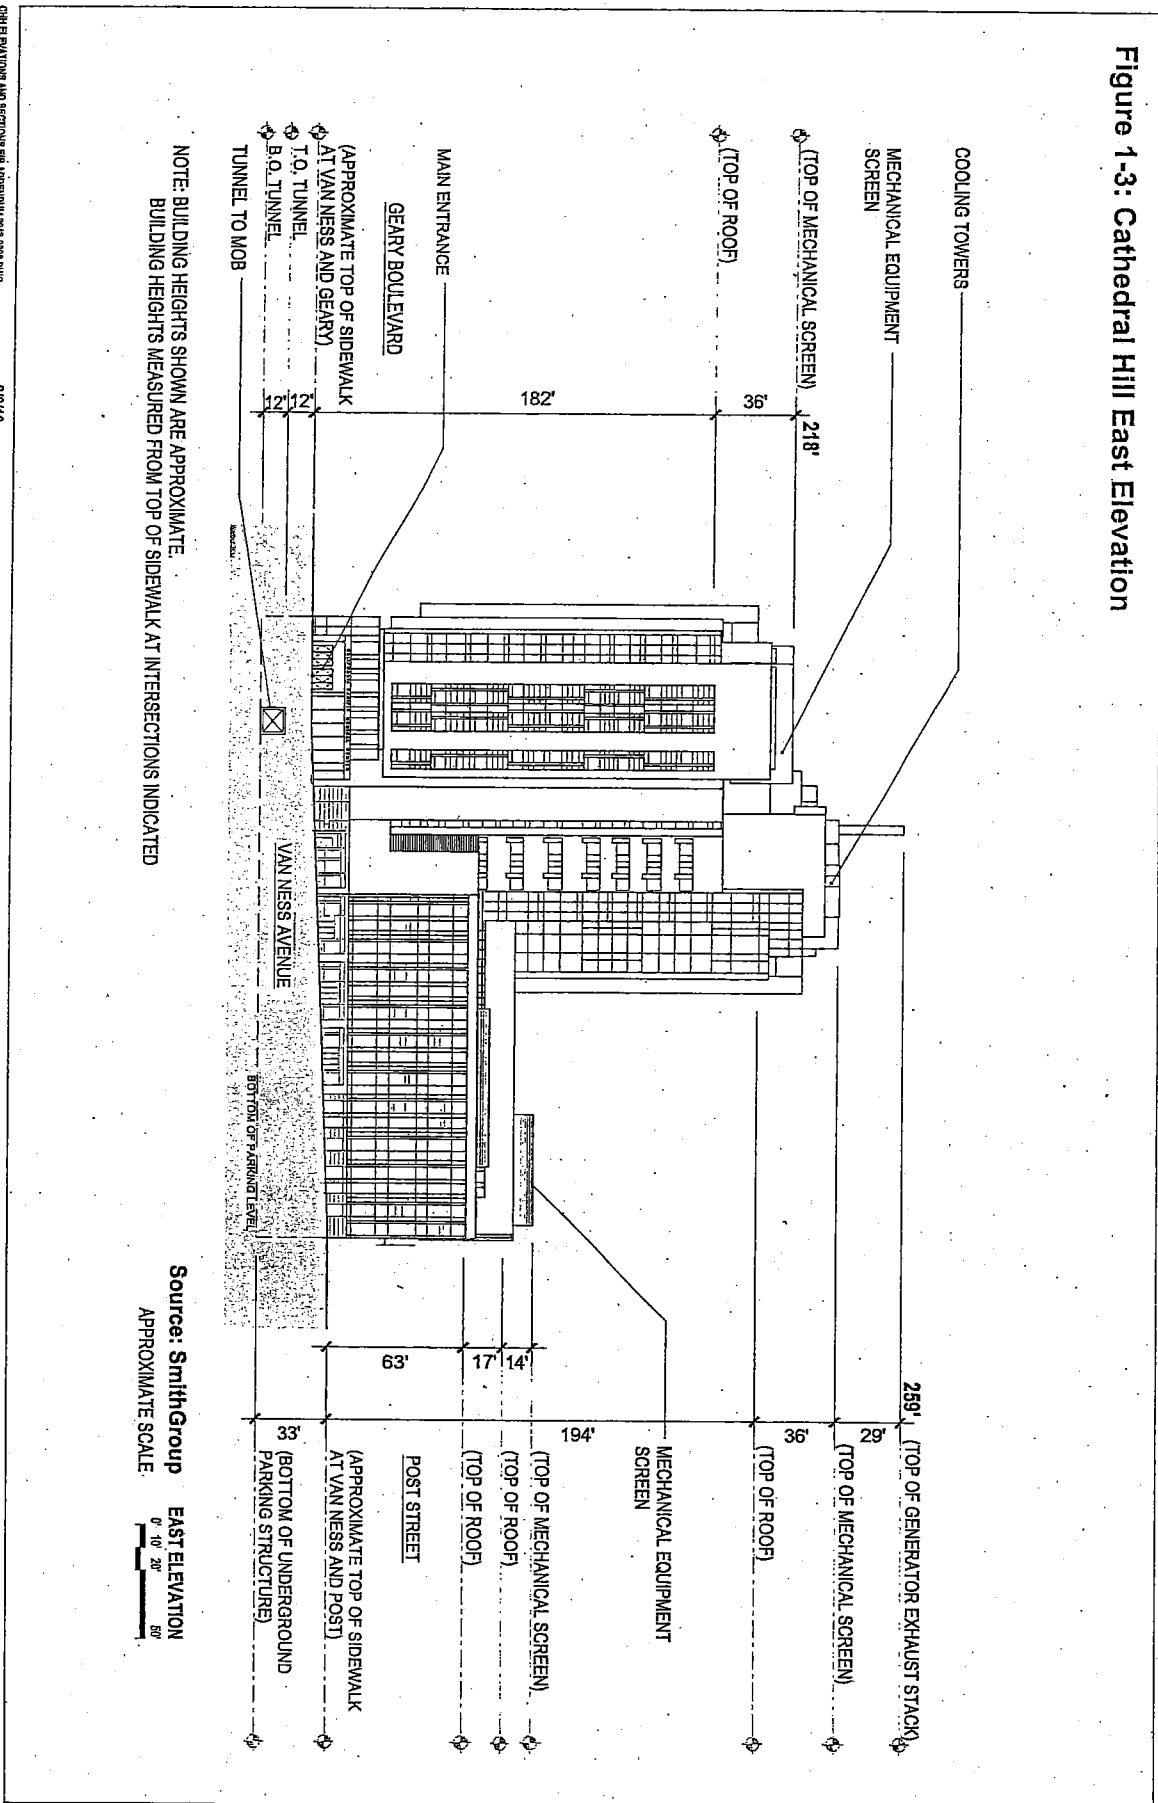 Figure 1-3: Cathedral Hill East Elevation
COOLING TOWERS
MECHANICAL EQUIPMENT
SCREEN
(TOP OF MECHANICAL SCREEN)
(TOP OF ROOF)
MAIN ENTRANCE
GEARY BOULEVARD
(APPROXIMATE TOP OF SIDEWALK
AT VAN NESS AND GEARY)
T.O. TUNNEL
B.O. TUNNEL
TUNNEL TO MOB
218'
36'
182'
12'
12'
VAN NESS AVENUE
BOTTOM OF PARKING LEVEL
259'
29'
36'
194'
33'
14'
17'
63'
(TOP OF GENERATOR EXHAUST STACK)
(TOP OF MECHANICAL SCREEN)
(TOP OF ROOF)
MECHANICAL EQUIPMENT
SCREEN
(TOP OF MECHANICAL SCREEN)
(TOP OF ROOF)
(TOP OF ROOF)
POST STREET
(APPROXIMATE TOP OF SIDEWALK
AT VAN NESS AND POST)
(BOTTOM OF UNDERGROUND
PARKING STRUCTURE)
NOTE: BUILDING HEIGHTS SHOWN ARE APPROXIMATE.
BUILDING HEIGHTS MEASURED FROM TOP OF SIDEWALK AT INTERSECTIONS INDICATED
Source: SmithGroup
APPROXIMATE SCALE
EAST ELEVATION
0' 10' 20'